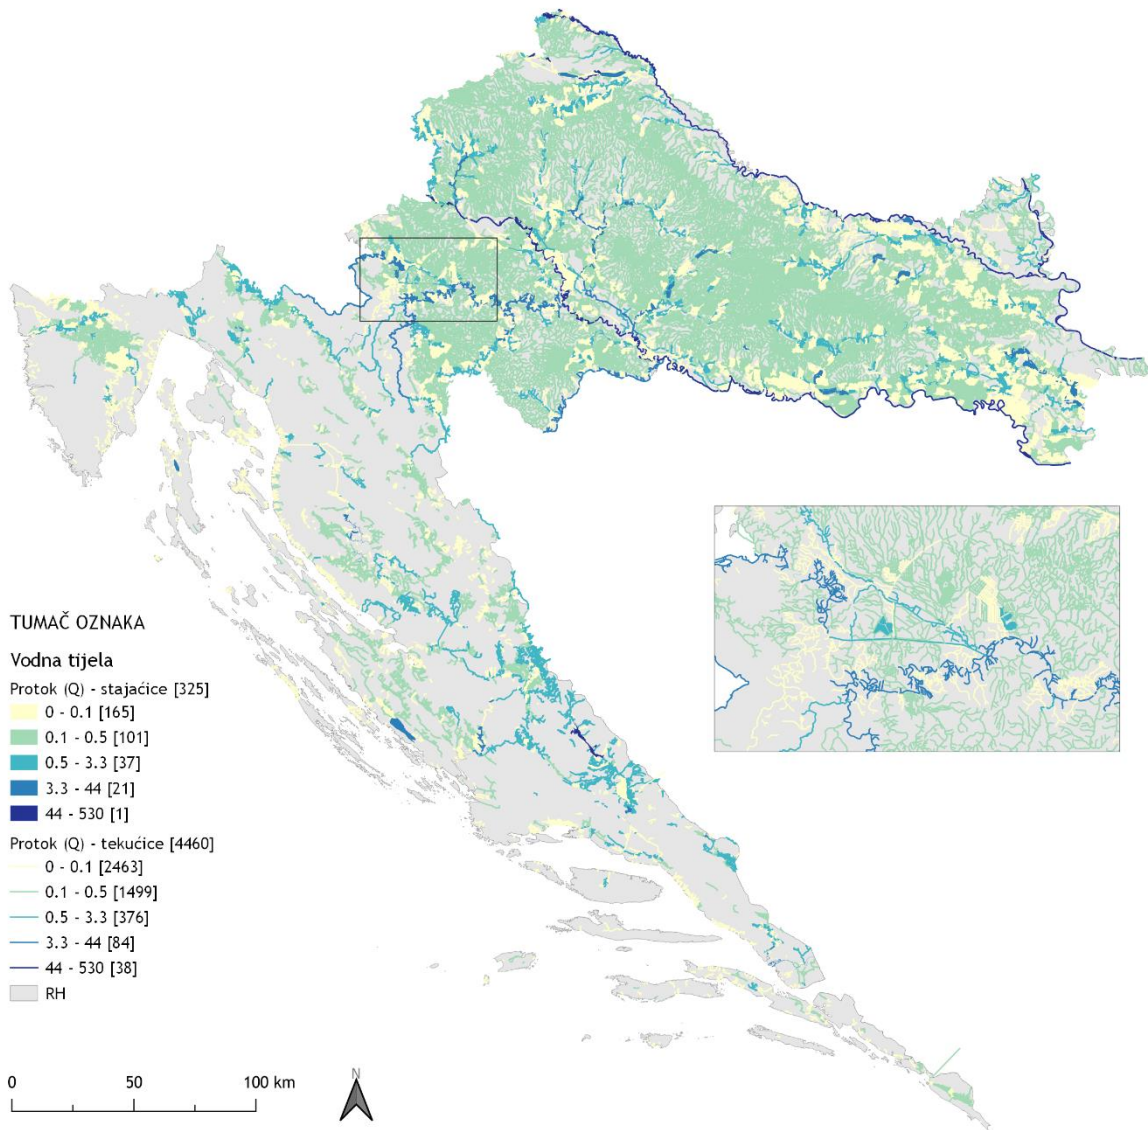 TUMAČ OZNAKA
Vodna tijela
Protok (Q) - stajaćice [325]
0 - 0.1 [165]
0.1 - 0.5 [101]
0.5 - 3.3 [37]
3.3 - 44 [21]
44 - 530 [1]
Protok (Q) - tekućice [4460]
0 - 0.1 [2463]
0.1 - 0.5 [1499]
0.5 - 3.3 [376]
3.3 - 44 [84]
44 - 530 [38]
RH
0 50 100 km
N